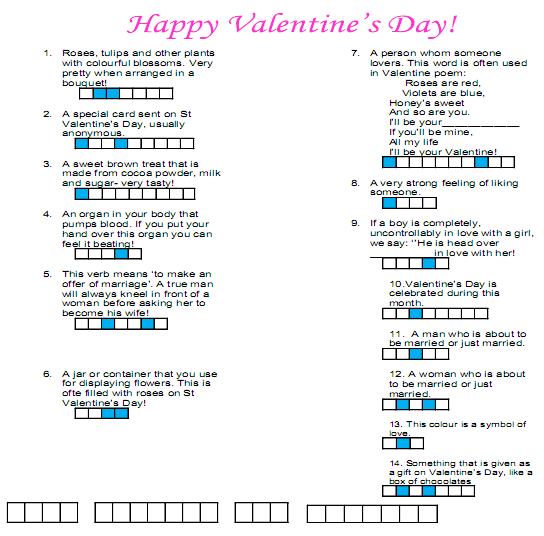 Happy Valentine's Day!
1. Roses, tulips and other plants
with colourful blossoms. Very
pretty when arranged in a
bouquet!
2. A special card sent on St
Valentine's Day, usually
anonymous.
3. A sweet brown treat that is
made from cocoa powder, milk
and sugar- very tasty!
4. An organ in your body that
pumps blood. If you put your
hand over this organ you can
feel it beating!
5. This verb means 'to make an
offer of marriage'. A true man
will always kneel in front of a
woman before asking her to
become his wife!
6. A jar or container that you use
for displaying flowers. This is
ofte filled with roses on St
Valentine's Day!
7. A person whom someone
lovers. This word is often used
in Valentine poem:
Roses are red,
Violets are blue,
Honey's sweet
And so are you.
I'll be your____________
If you'll be mine,
All my life
I'll be your Valentine!
8. A very strong feeling of liking
someone.
9. If a boy is completely,
uncontrollably in love with a girl,
we say: ''He is head over
__________ in love with her!
10.Valentine's Day is
celebrated during this
month.
11. A man who is about to
be married or just married.
12. A woman who is about
to be married or just
married.
13. This colour is a symbol of
love.
14. Something that is given as
a gift on Valentine's Day, like a
box of chocolates